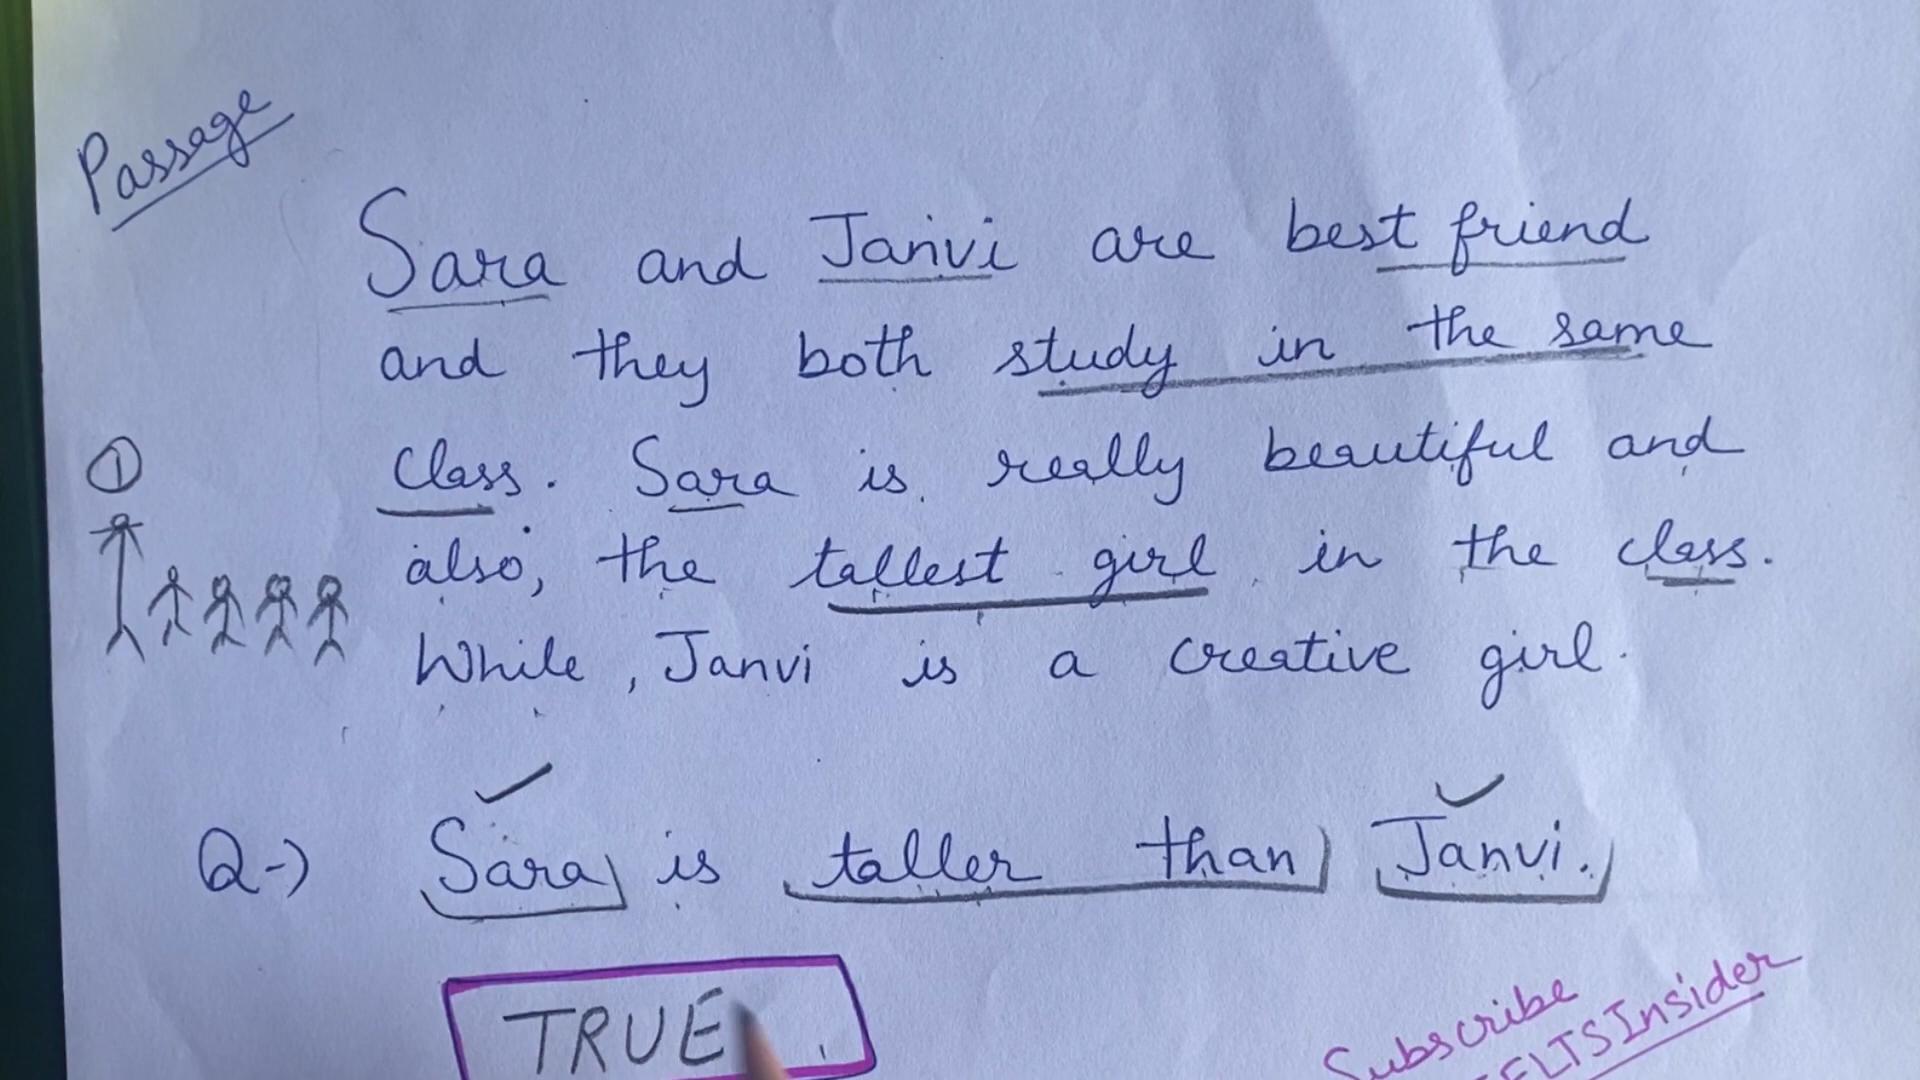 Passage
Sara and Janvi are best friend
and they both study in the same
class. Sara is really beautiful and
also, the tallest girl in the class.
While, Janvi is a creative girl.
1
Q-) Sara is taller than Janvi.
TRUE
Subscribe
IELTSInsider